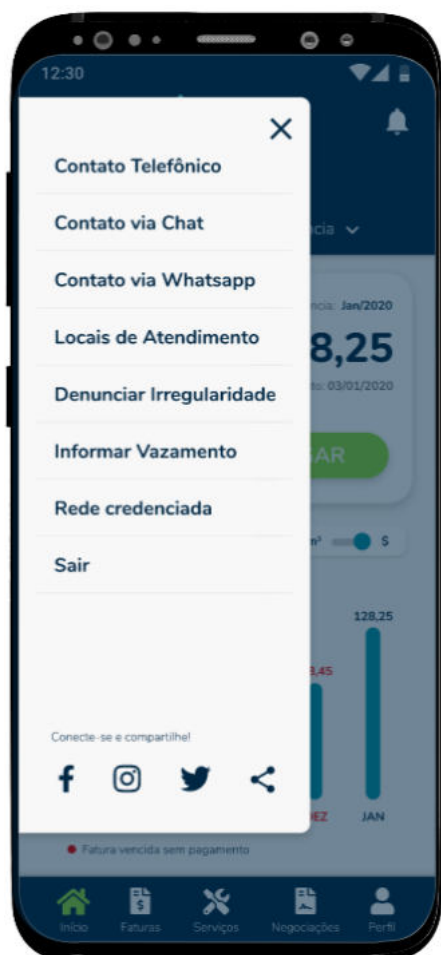 12:30
Contato Telefônico
Contato via Chat
Contato via Whatsapp
Locais de Atendimento
Denunciar Irregularidade
Informar Vazamento
Rede credenciada
Sair
Conecte-se e compartilhe!
Jan/2020
8,25
03/01/2020
m³ $
128,25
JAN
Fatura vencida sem pagamento
Início Faturas Serviços Negociações Perfil